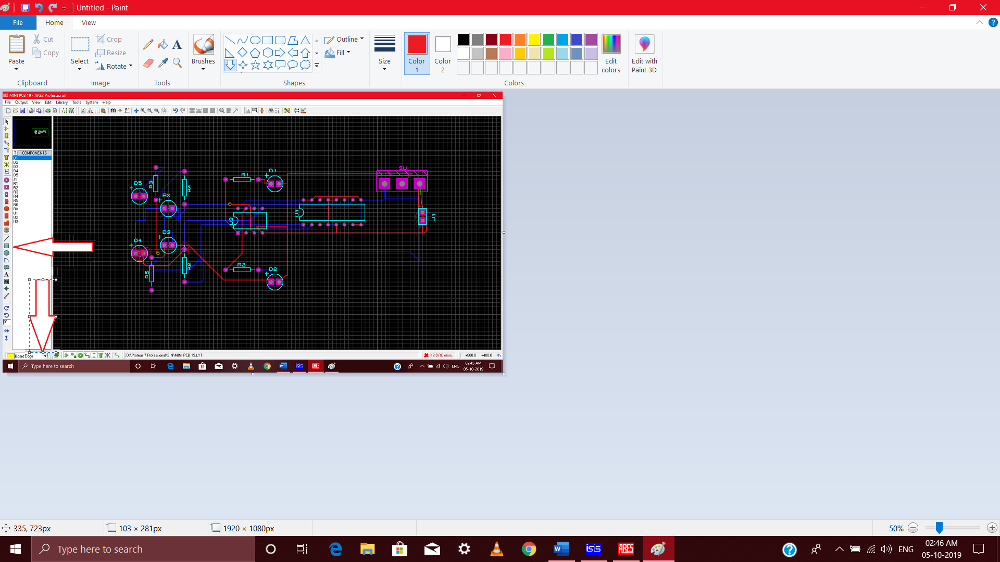 Untitled - Paint
File Home View
Paste
Cut
Copy
Clipboard
Select
Crop
Resize
Rotate
Image
Tools
Brushes
Shapes
Outline
Fill
Size
Color 1
Color 2
Edit colors
Colors
Edit with Paint 3D
MINI PCB 19 - ARES Professional
File Output View Edit Library Tools System Help
T COMPONENTS
D1
D2
D3
D4
D5
J1
R1
R2
R3
R4
R5
R6
RX
U1
U2
U3
D5
R3
R4
RX
R1
D1
SU
U3
U1
J1
D4
D3
R5
R6
R2
D2
Board Edge
D:\Proteus 7 Professional\BIN\MINI PCB 19.LYT
12 DRC errors
+800.0 +400.0 th
Type here to search
ENG
02:45 AM
05-10-2019
335, 723px
103 × 281px
1920 × 1080px
50%
Type here to search
ISIS
ARES
ENG
02:46 AM
05-10-2019